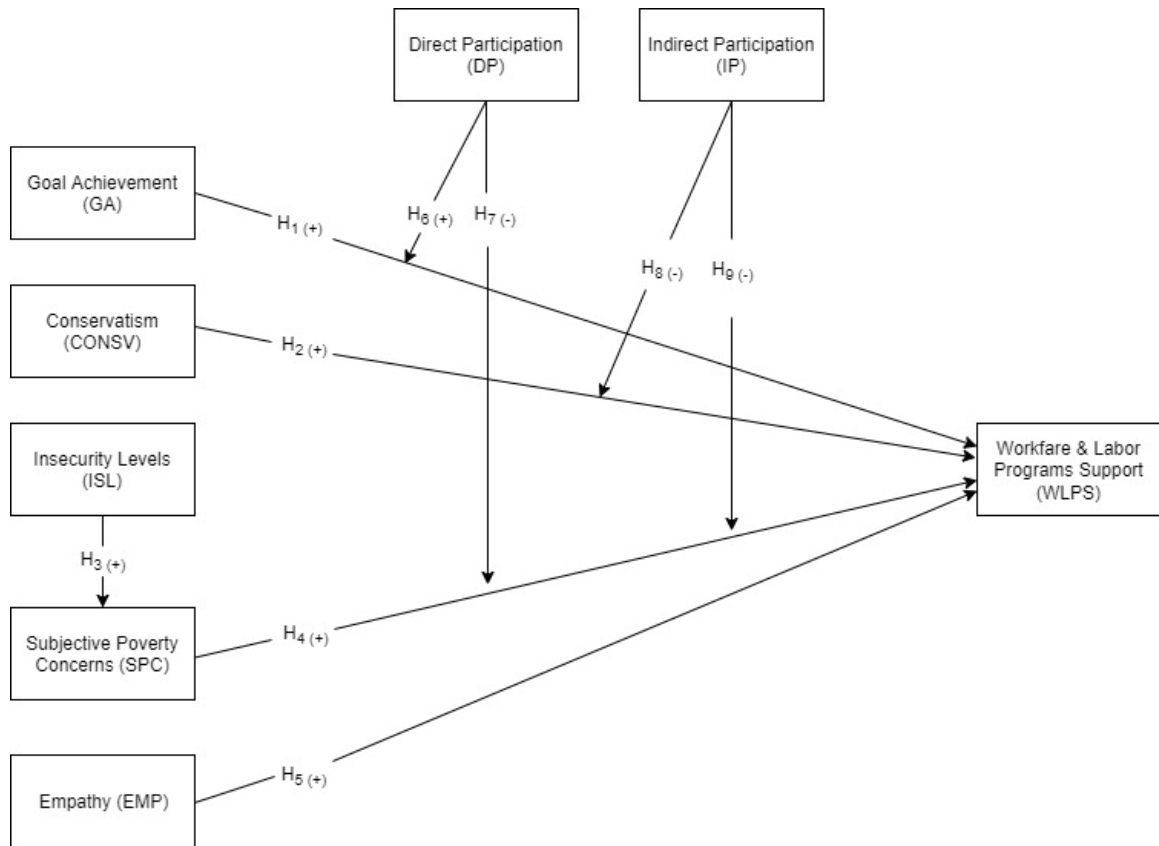 Direct Participation
(DP)
Indirect Participation
(IP)
Goal Achievement
(GA)
H1 (+)
H6 (+)
H7 (-)
H8 (-)
H9 (-)
Conservatism
(CONSV)
H2 (+)
Insecurity Levels
(ISL)
Workfare & Labor
Programs Support
(WLPS)
H3 (+)
Subjective Poverty
Concerns (SPC)
H4 (+)
Empathy (EMP)
H5 (+)